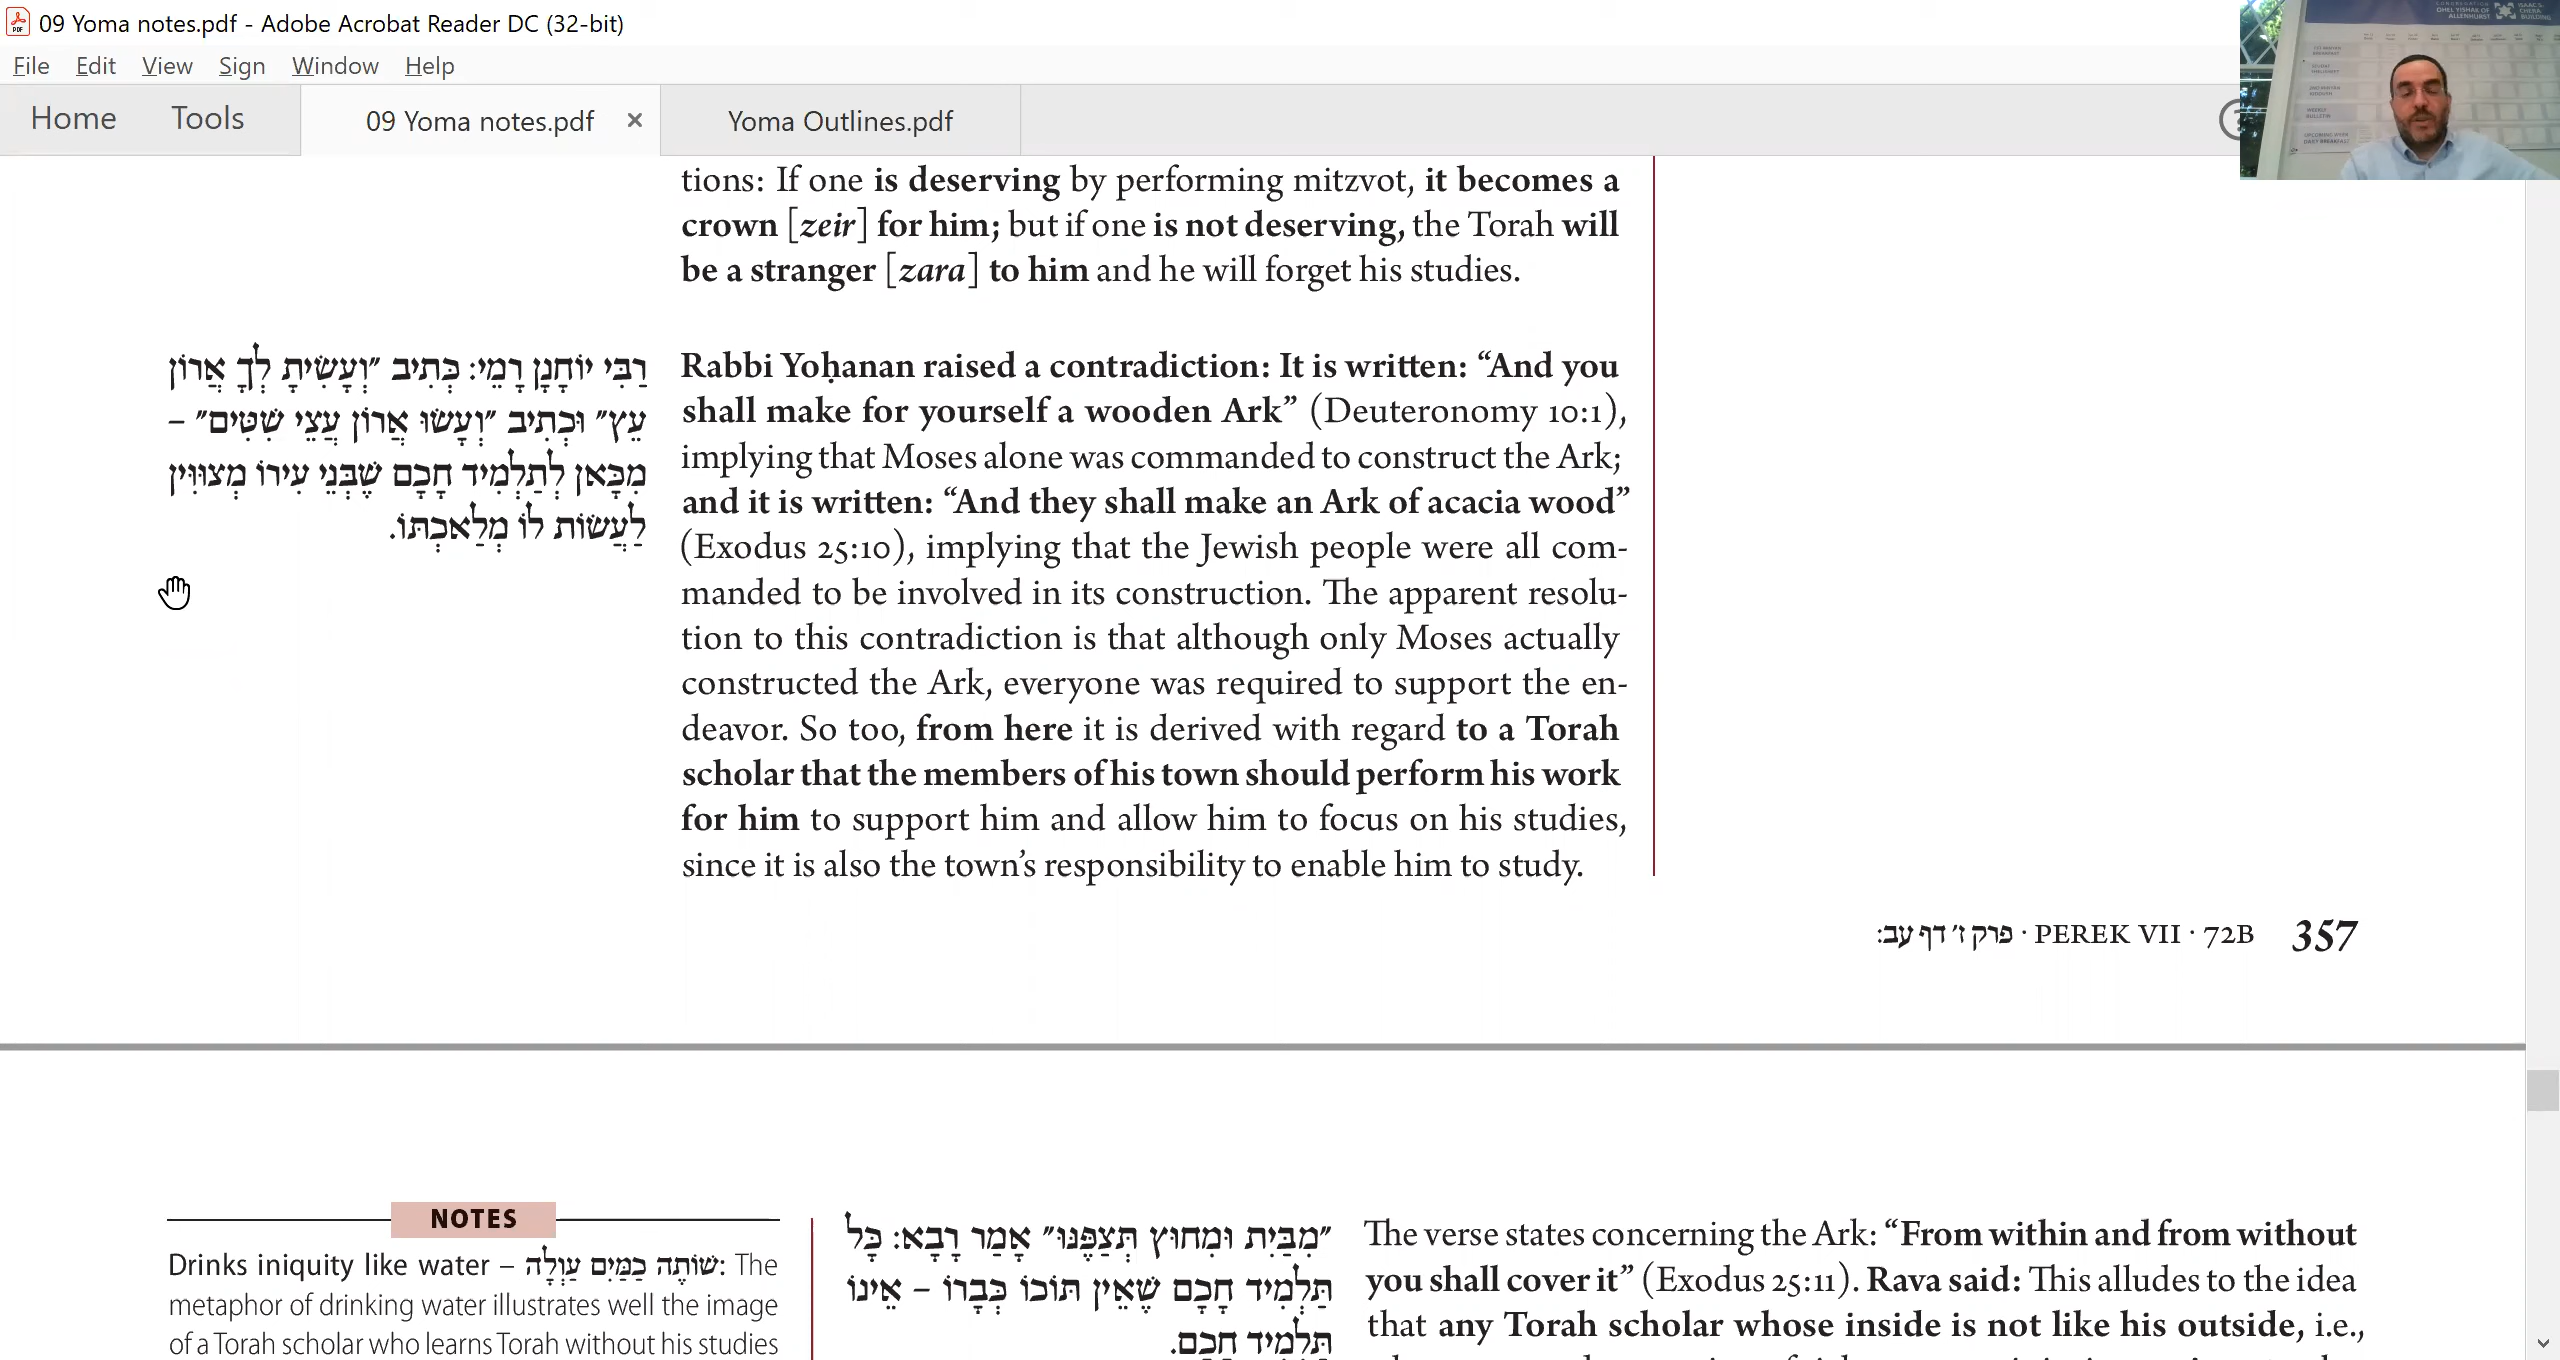 09 Yoma notes.pdf - Adobe Acrobat Reader DC (32-bit)
File Edit View Sign Window Help
Home Tools 09 Yoma notes.pdf × Yoma Outlines.pdf
tions: If one is deserving by performing mitzvot, it becomes a
crown [zeir] for him; but if one is not deserving, the Torah will
be a stranger [zara] to him and he will forget his studies.
רַבִּי יוֹחָנָן רָמֵי: כְּתִיב ״וְעָשִׂיתָ לְּךָ אֲרוֹן
עֵץ״ וּכְתִיב ״וְעָשׂוּ אֲרוֹן עֲצֵי שִׁטִּים״ –
מִכָּאן לְתַלְמִיד חָכָם שֶׁבְּנֵי עִירוֹ מְצוּוִּין
לַעֲשׂוֹת לוֹ מְלַאכְתּוֹ.
Rabbi Yoḥanan raised a contradiction: It is written: “And you
shall make for yourself a wooden Ark” (Deuteronomy 10:1),
implying that Moses alone was commanded to construct the Ark;
and it is written: “And they shall make an Ark of acacia wood”
(Exodus 25:10), implying that the Jewish people were all com-
manded to be involved in its construction. The apparent resolu-
tion to this contradiction is that although only Moses actually
constructed the Ark, everyone was required to support the en-
deavor. So too, from here it is derived with regard to a Torah
scholar that the members of his town should perform his work
for him to support him and allow him to focus on his studies,
since it is also the town’s responsibility to enable him to study.
פרק ז׳ דף עב: · PEREK VII · 72B 357
NOTES
Drinks iniquity like water – שׁוֹתֶה כַמַּיִם עַוְלָה: The
metaphor of drinking water illustrates well the image
of a Torah scholar who learns Torah without his studies
״מִבַּיִת וּמִחוּץ תְּצַפֶּנּוּ״ אָמַר רָבָא: כׇּל
תַּלְמִיד חָכָם שֶׁאֵין תּוֹכוֹ כְּבָרוֹ – אֵינוֹ
תַּלְמִיד חָכָם.
The verse states concerning the Ark: “From within and from without
you shall cover it” (Exodus 25:11). Rava said: This alludes to the idea
that any Torah scholar whose inside is not like his outside, i.e.,